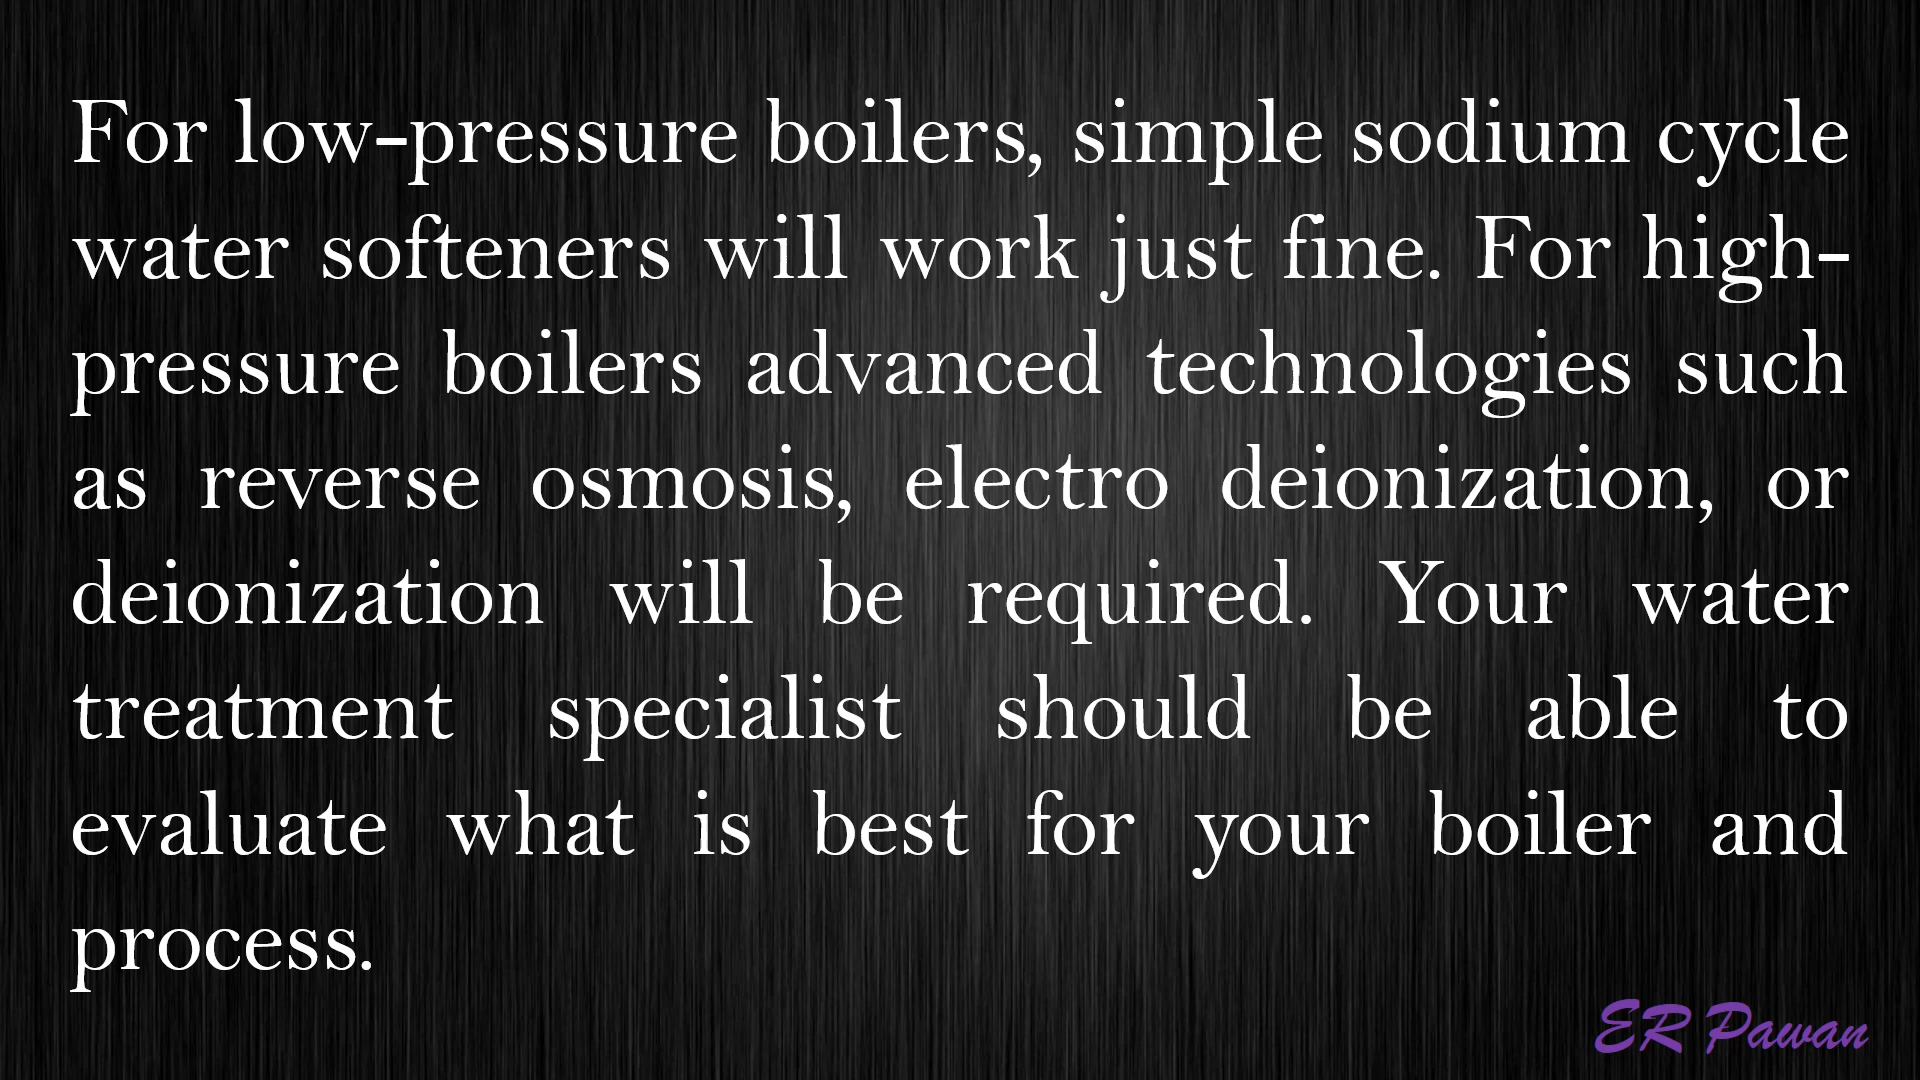 For low-pressure boilers, simple sodium cycle
water softeners will work just fine. For high-
pressure boilers advanced technologies such
as reverse osmosis, electro deionization, or
deionization will be required. Your water
treatment specialist should be able to
evaluate what is best for your boiler and
process.
ER Pawan